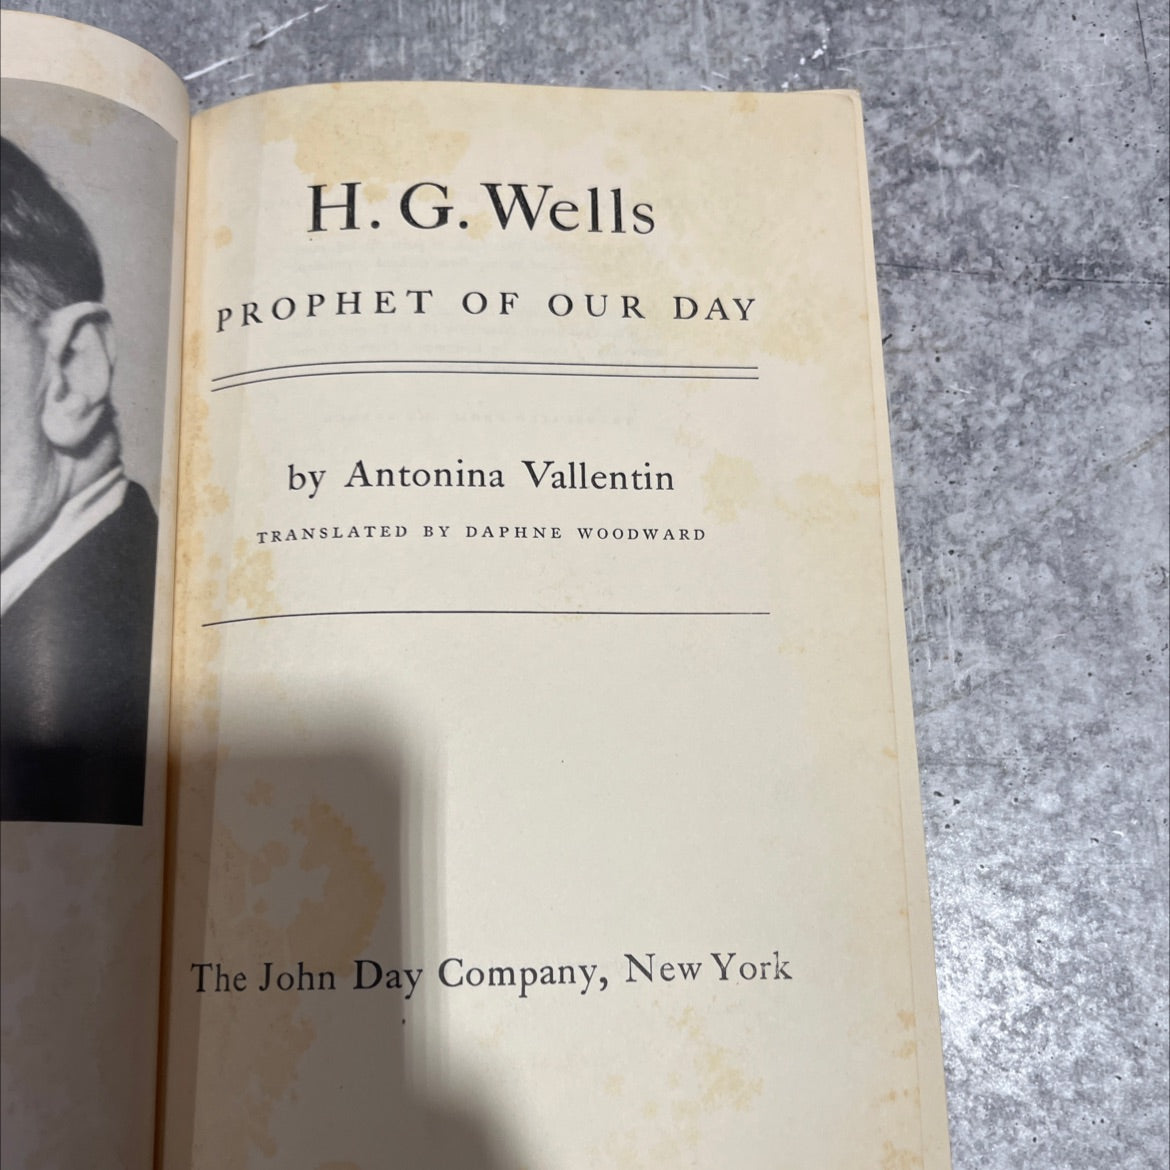 H. G. Wells
PROPHET OF OUR DAY
by Antonina Vallentin
TRANSLATED BY DAPHNE WOODWARD
The John Day Company, New York